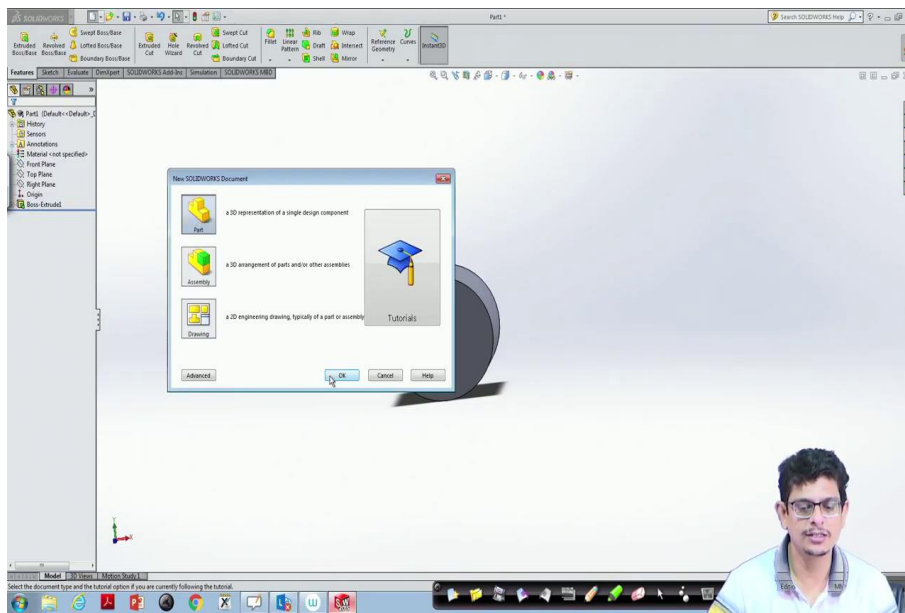 SOLIDWORKS
Part1 *
Search SOLIDWORKS Help
Extruded Boss/Base
Revolved Boss/Base
Swept Boss/Base
Lofted Boss/Base
Boundary Boss/Base
Extruded Cut
Hole Wizard
Revolved Cut
Swept Cut
Lofted Cut
Boundary Cut
Fillet
Linear Pattern
Rib
Draft
Shell
Wrap
Intersect
Mirror
Reference Geometry
Curves
Instant3D
Features
Sketch
Evaluate
DimXpert
SOLIDWORKS Add-Ins
Simulation
SOLIDWORKS MBD
Part1 (Default<<Default>_D
History
Sensors
Annotations
Material <not specified>
Front Plane
Top Plane
Right Plane
Origin
Boss-Extrude1
New SOLIDWORKS Document
Part
a 3D representation of a single design component
Assembly
a 3D arrangement of parts and/or other assemblies
Drawing
a 2D engineering drawing, typically of a part or assembly
Tutorials
Advanced
OK
Cancel
Help
Model
3D Views
Motion Study 1
Select the document type and the tutorial option if you are currently following the tutorial.